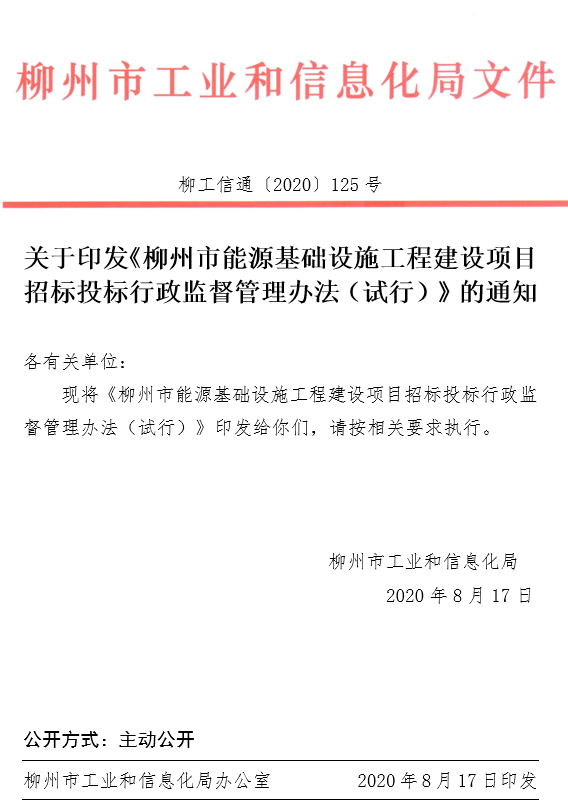 柳州市工业和信息化局文件
柳工信通〔2020〕125 号
关于印发《柳州市能源基础设施工程建设项目
招标投标行政监督管理办法（试行）》的通知
各有关单位：
现将《柳州市能源基础设施工程建设项目招标投标行政监
督管理办法（试行）》印发给你们，请按相关要求执行。
柳州市工业和信息化局
2020 年 8 月 17 日
公开方式：主动公开
柳州市工业和信息化局办公室 2020 年 8 月 17 日印发